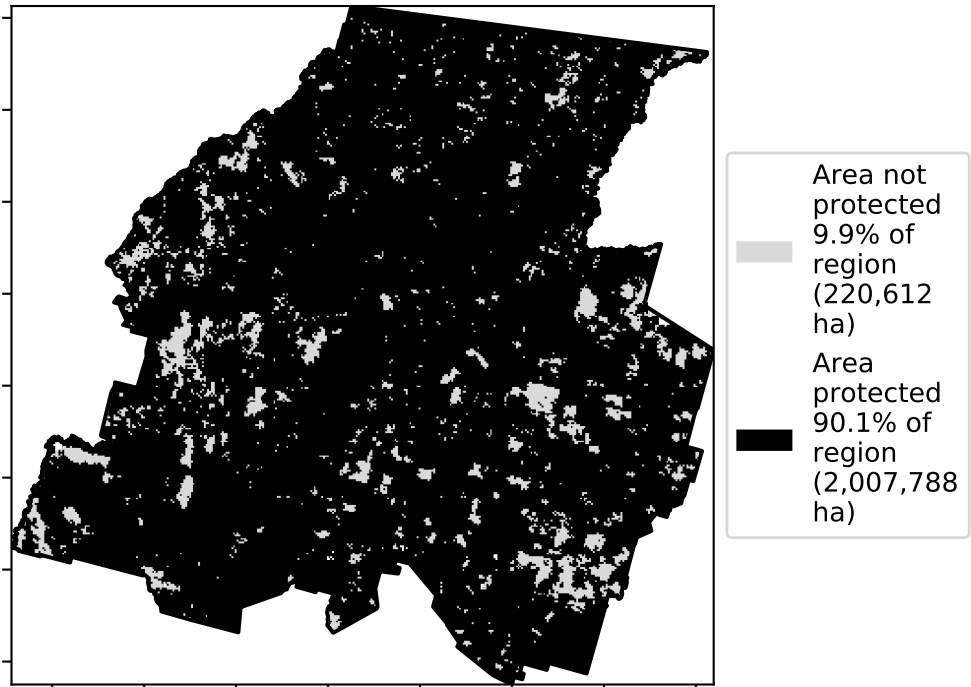 Area not
protected
9.9% of
region
(220,612
ha)
Area
protected
90.1% of
region
(2,007,788
ha)